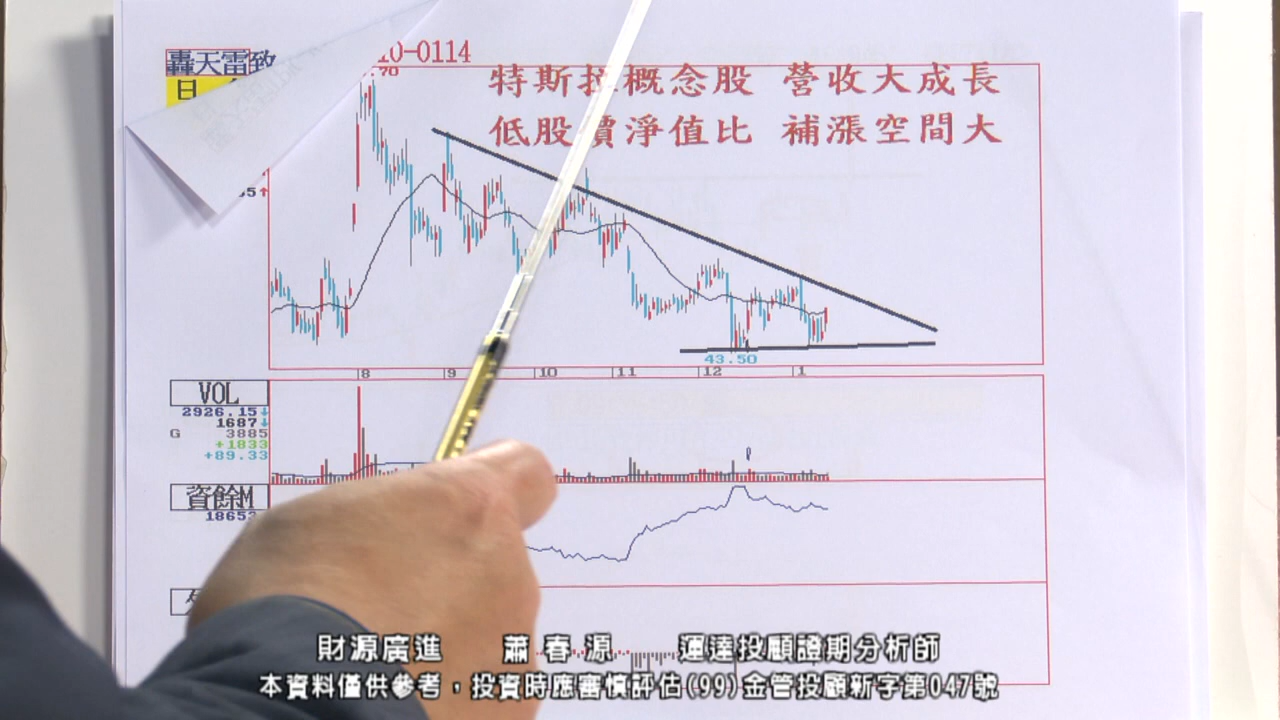 轟天雷致
10-0114
日
.70
特斯拉概念股 營收大成長
低股價淨值比 補漲空間大
55↑
43.50
8 9 10 11 12 1
VOL
2926.15↓
1687↓
G 3885
+1833
+89.33
資餘M
18653
財源廣進 蕭春源 運達投顧證期分析師
本資料僅供參考,投資時應審慎評估(99)金管投顧新字第047號